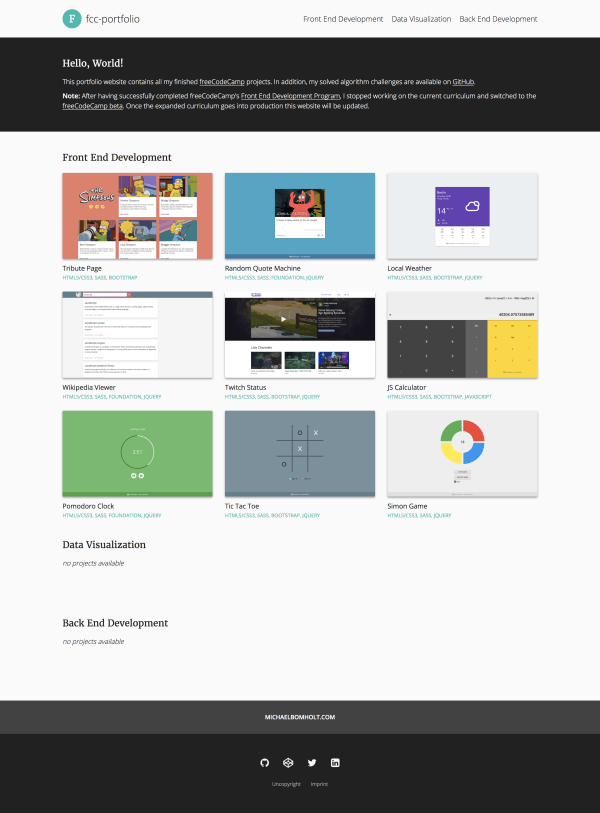 F fcc-portfolio
Front End Development Data Visualization Back End Development
Hello, World!
This portfolio website contains all my finished freeCodeCamp projects. In addition, my solved algorithm challenges are available on GitHub.
Note: After having successfully completed freeCodeCamp's Front End Development Program, I stopped working on the current curriculum and switched to the
freeCodeCamp beta. Once the expanded curriculum goes into production this website will be updated.
Front End Development
THE SIMPSONS
Tribute Page
HTML5/CSS3, SASS, BOOTSTRAP
Random Quote Machine
HTML5/CSS3, SASS, FOUNDATION, JQUERY
Local Weather
HTML5/CSS3, SASS, BOOTSTRAP, JQUERY
Wikipedia Viewer
HTML5/CSS3, SASS, FOUNDATION, JQUERY
Live Channels
Twitch Status
HTML5/CSS3, SASS, BOOTSTRAP, JQUERY
JS Calculator
HTML5/CSS3, SASS, BOOTSTRAP, JAVASCRIPT
Pomodoro Clock
HTML5/CSS3, SASS, FOUNDATION, JQUERY
O X
X
O
Tic Tac Toe
HTML5/CSS3, SASS, BOOTSTRAP, JQUERY
Simon Game
HTML5/CSS3, SASS, JQUERY
Data Visualization
no projects available
Back End Development
no projects available
MICHAELBOMHOLT.COM
Uncopyright Imprint